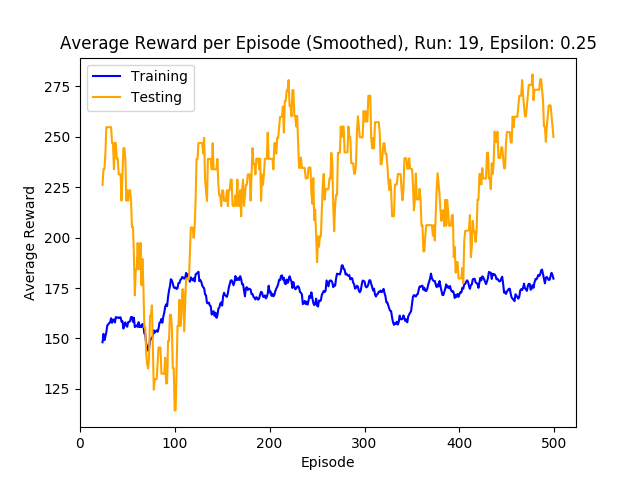 Average Reward per Episode (Smoothed), Run: 19, Epsilon: 0.25
Training
Testing
275
250
225
200
175
150
125
Average Reward
0 100 200 300 400 500
Episode